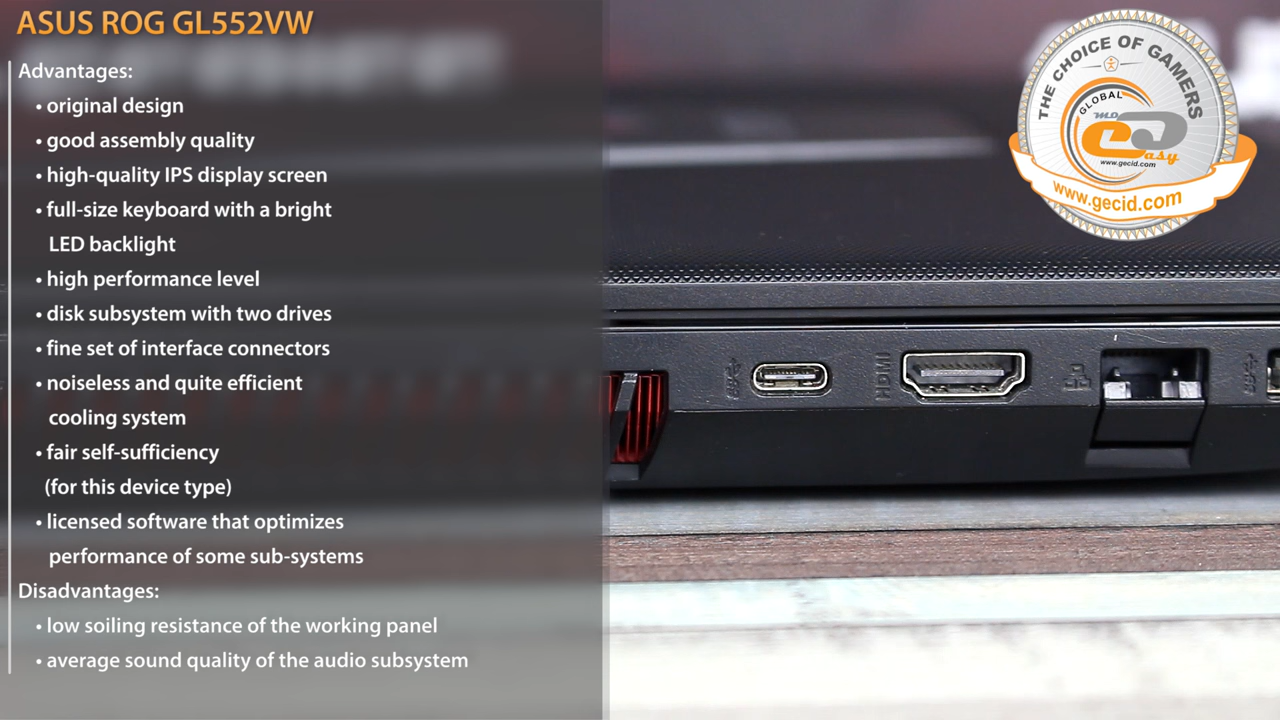 ASUS ROG GL552VW
Advantages:
• original design
• good assembly quality
• high-quality IPS display screen
• full-size keyboard with a bright
LED backlight
• high performance level
• disk subsystem with two drives
• fine set of interface connectors
• noiseless and quite efficient
cooling system
• fair self-sufficiency
(for this device type)
• licensed software that optimizes
performance of some sub-systems
Disadvantages:
• low soiling resistance of the working panel
• average sound quality of the audio subsystem
THE CHOICE OF GAMERS
GLOBAL
easy
www.gecid.com
www.gecid.com
HDMI